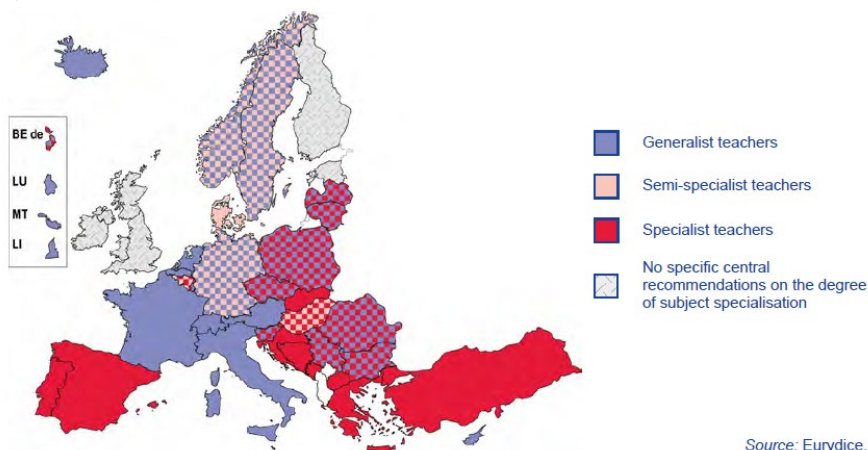 BE de
LU
MT
LI
Generalist teachers
Semi-specialist teachers
Specialist teachers
No specific central
recommendations on the degree
of subject specialisation
Source: Eurydice.